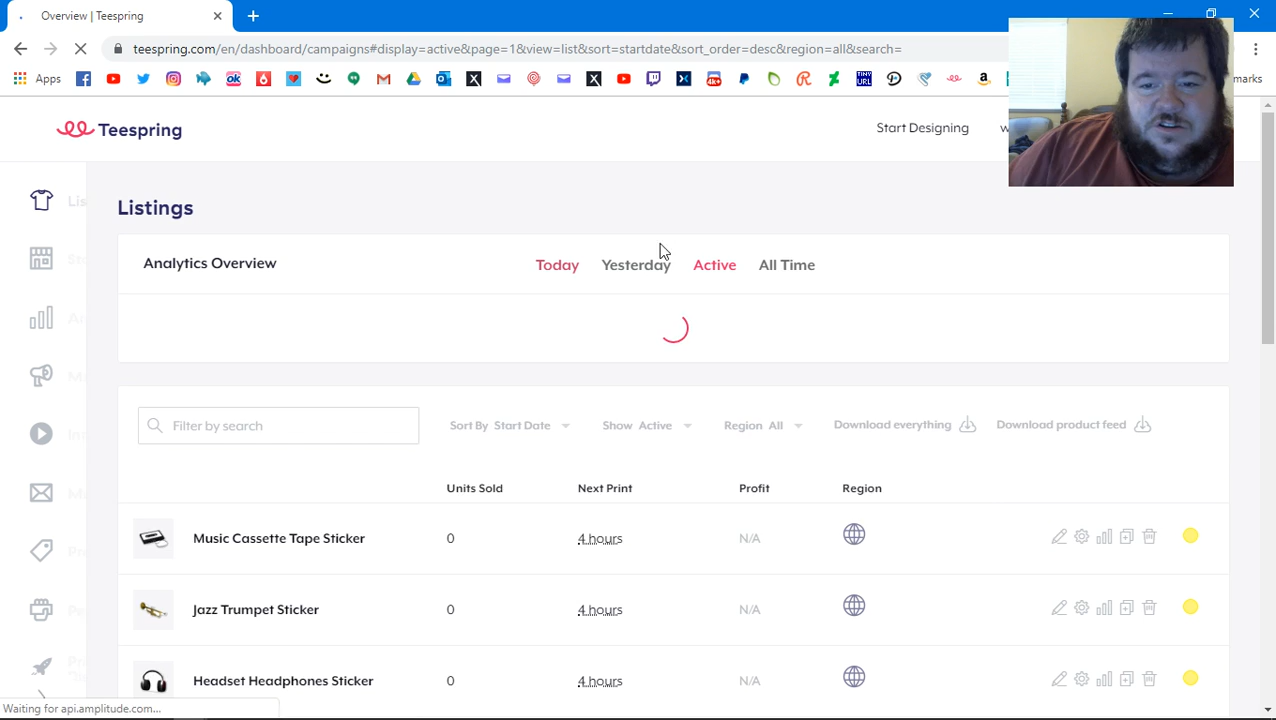 Overview | Teespring
teespring.com/en/dashboard/campaigns#display=active&page=1&view=list&sort=startdate&sort_order=desc&region=all&search=
Apps
Teespring
Start Designing
Listings
Analytics Overview
Today Yesterday Active All Time
Filter by search
Sort By Start Date Show Active Region All Download everything Download product feed
Units Sold Next Print Profit Region
Music Cassette Tape Sticker 0 4 hours N/A
Jazz Trumpet Sticker 0 4 hours N/A
Headset Headphones Sticker 0 4 hours N/A
Waiting for api.amplitude.com...